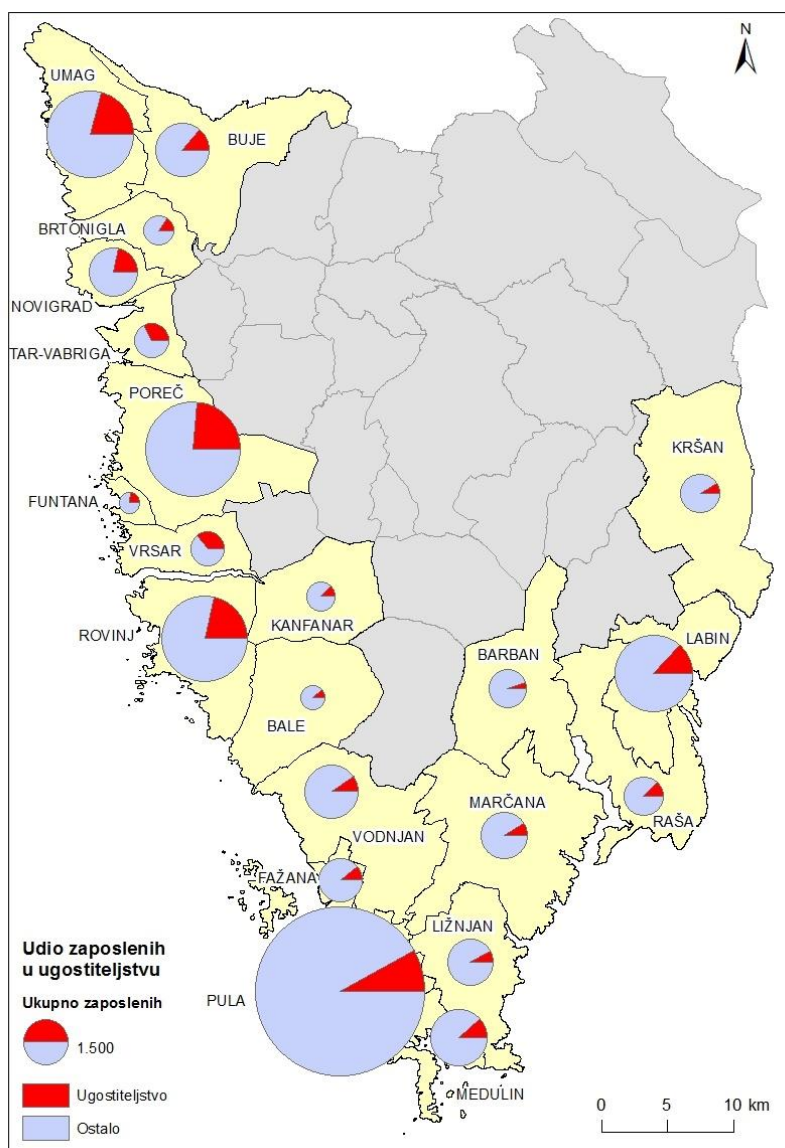 N
UMAG
BUJE
BRTONIGLA
NOVIGRAD
TAR-VABRIGA
POREČ
KRŠAN
FUNTANA
VRSAR
ROVINJ
KANFANAR
BARBAN
LABIN
BALE
MARČANA
RAŠA
VODNJAN
FAŽANA
LIŽNJAN
PULA
MEDULIN
Udio zaposlenih
u ugostiteljstvu
Ukupno zaposlenih
1.500
Ugostiteljstvo
Ostalo
0 5 10 km